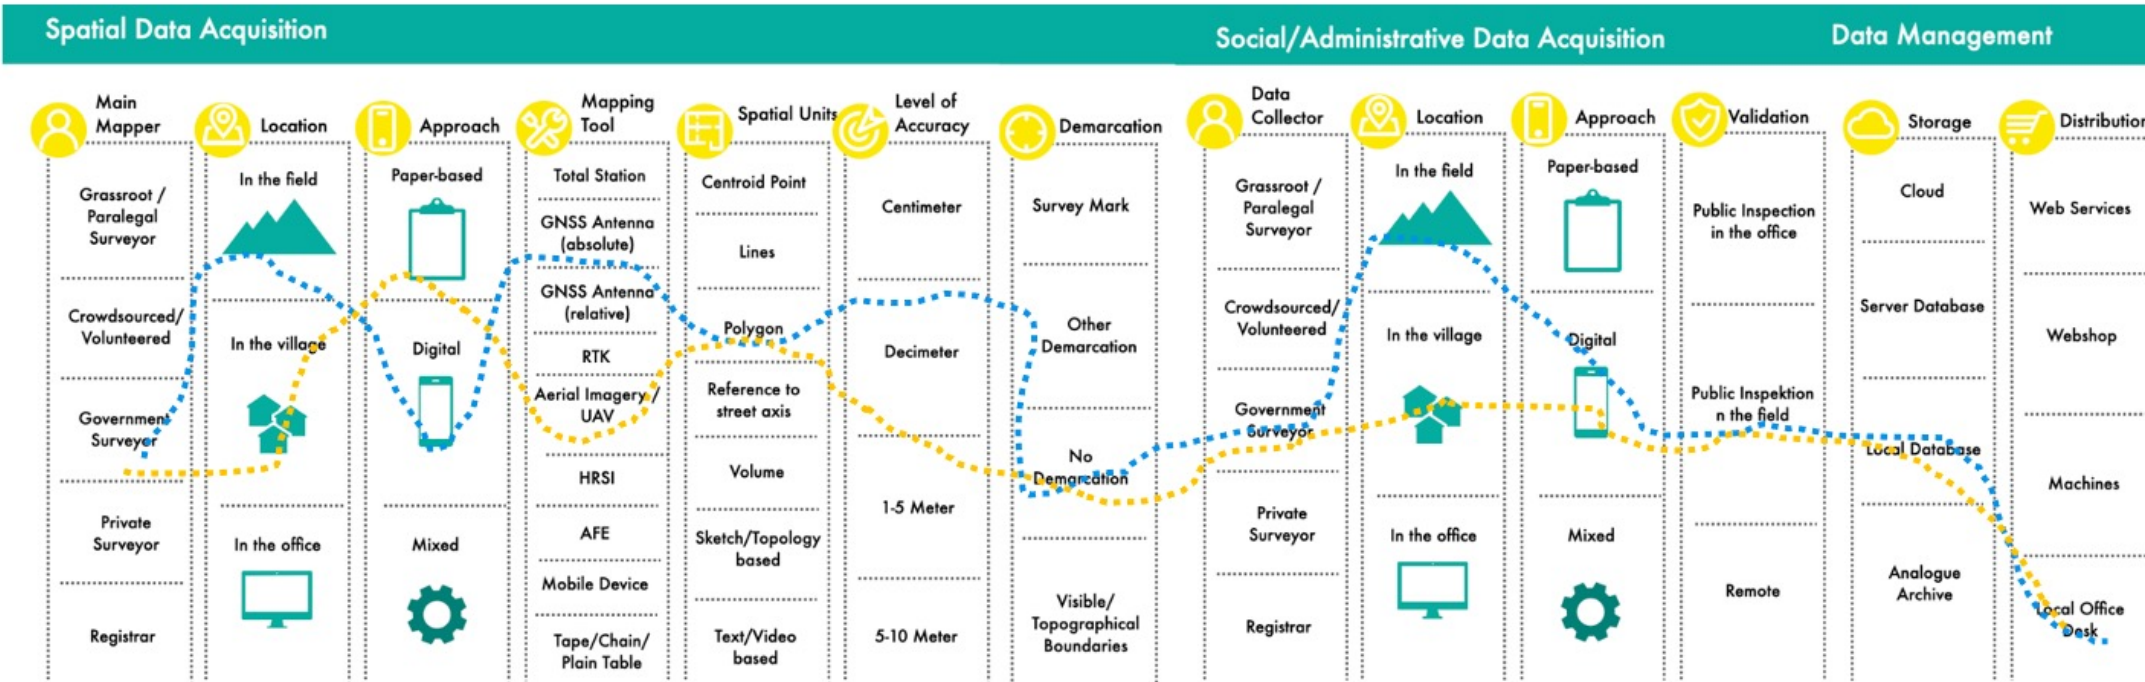 Spatial Data Acquisition
Social/Administrative Data Acquisition
Data Management
Main
Mapper
Grassroot /
Paralegal
Surveyor
Crowdsourced/
Volunteered
Government
Surveyor
Private
Surveyor
Registrar
Location
In the field
In the village
In the office
Approach
Paper-based
Digital
Mixed
Mapping
Tool
Total Station
GNSS Antenna
(absolute)
GNSS Antenna
(relative)
RTK
Aerial Imagery /
UAV
HRSI
AFE
Mobile Device
Tape/Chain/
Plain Table
Spatial Units
Centroid Point
Lines
Polygon
Reference to
street axis
Volume
Sketch/Topology
based
Text/Video
based
Level of
Accuracy
Centimeter
Decimeter
1-5 Meter
5-10 Meter
Demarcation
Survey Mark
Other
Demarcation
No
Demarcation
Visible/
Topographical
Boundaries
Data
Collector
Grassroot /
Paralegal
Surveyor
Crowdsourced/
Volunteered
Government
Surveyor
Private
Surveyor
Registrar
Location
In the field
In the village
In the office
Approach
Paper-based
Digital
Mixed
Validation
Public Inspection
in the office
Public Inspektion
n the field
Remote
Storage
Cloud
Server Database
Local Database
Analogue
Archive
Distribution
Web Services
Webshop
Machines
Local Office
Desk